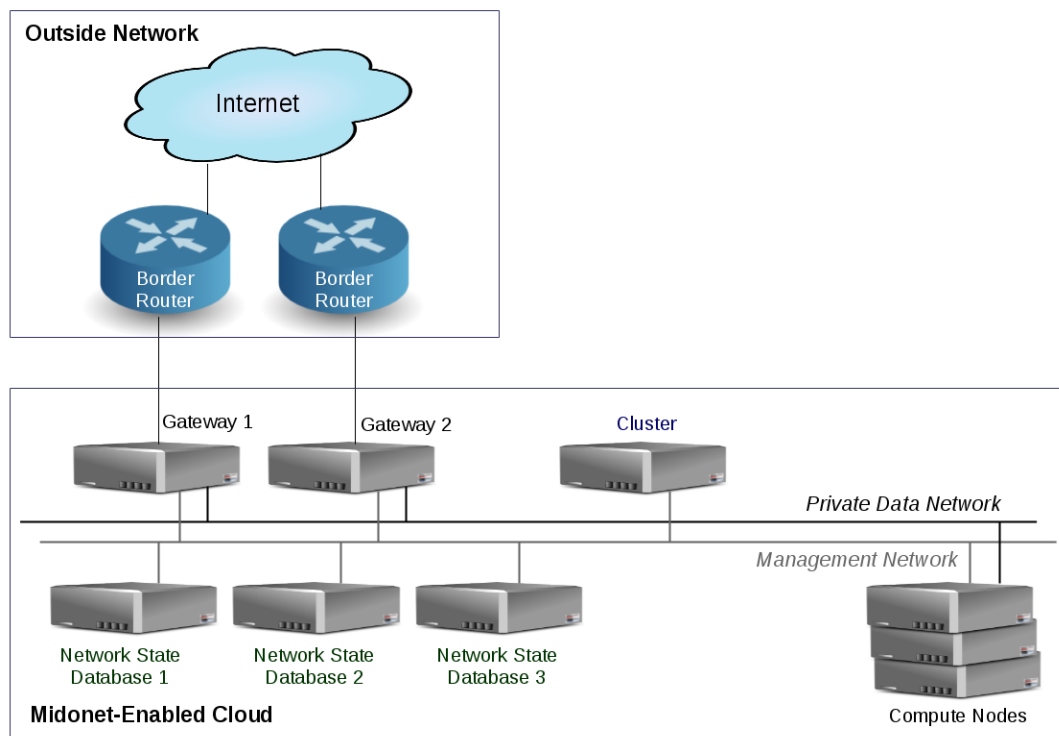 Outside Network
Internet
Border
Router
Border
Router
Gateway 1
Gateway 2
Cluster
Private Data Network
Management Network
Network State
Database 1
Network State
Database 2
Network State
Database 3
Compute Nodes
Midonet-Enabled Cloud